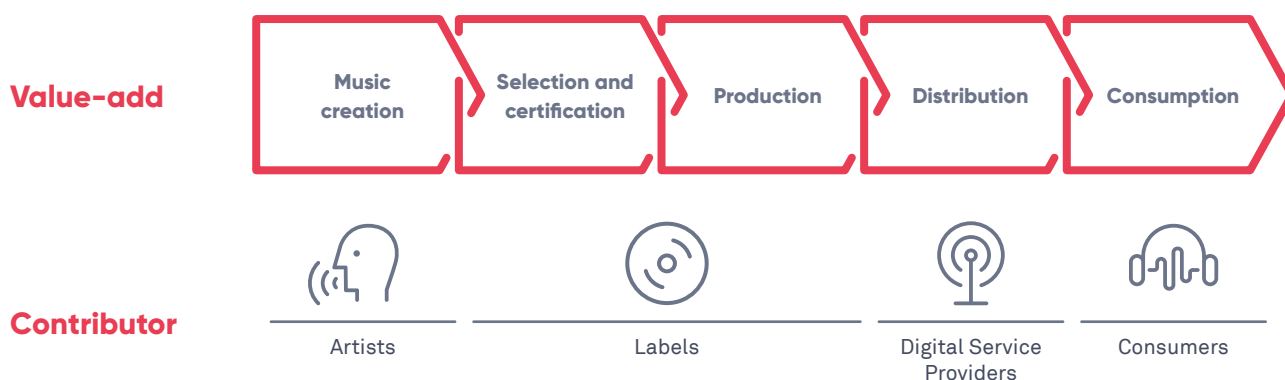 Value-add
Music
creation
Selection and
certification
Production
Distribution
Consumption
Contributor
Artists
Labels
Digital Service
Providers
Consumers